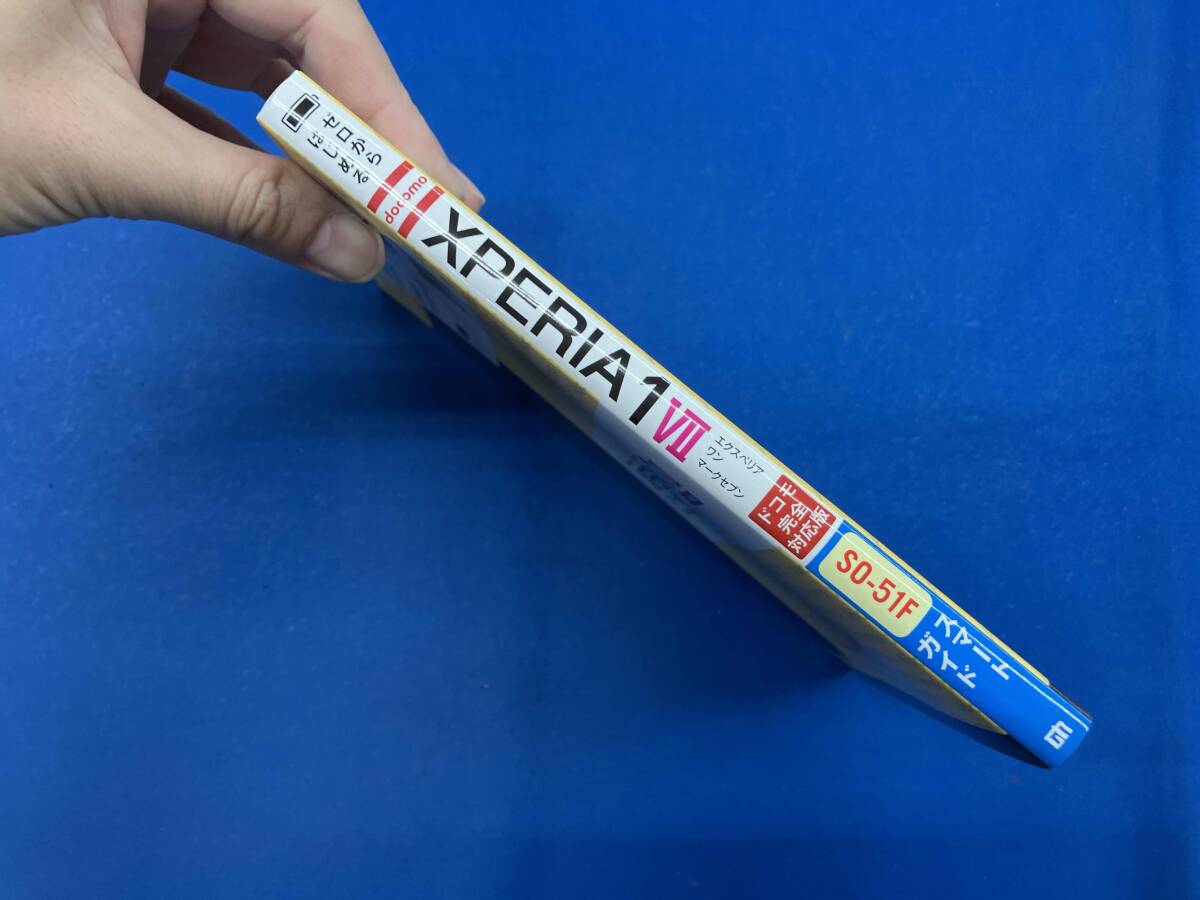 ゼロから
はじめる
docomo
XPERIA 1 VII
エクスペリア
ワン
マークセブン
ドコモ
完全
対応版
SO-51F
スマート
ガイド